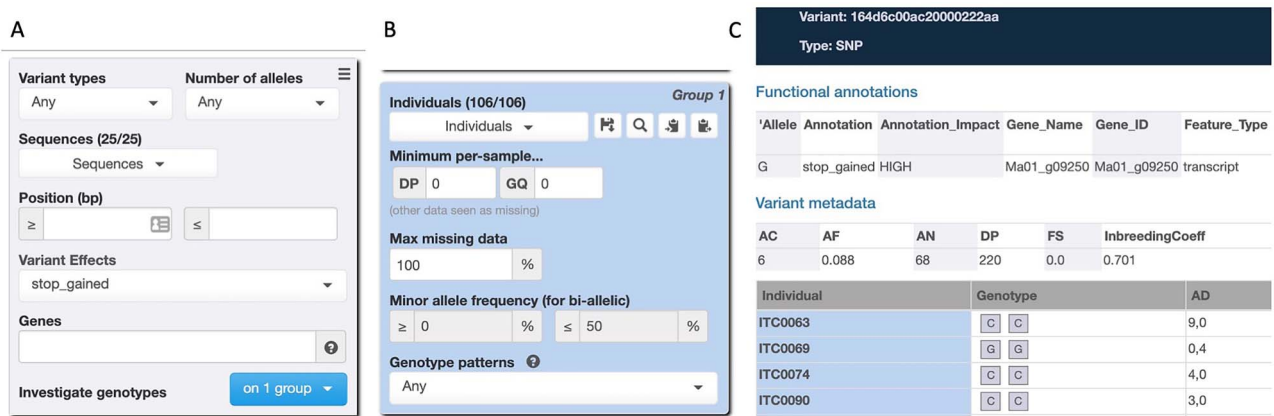 A
Variant types Number of alleles
Any Any
Sequences (25/25)
Sequences
Position (bp)
≥ ≤
Variant Effects
stop_gained
Genes
Investigate genotypes on 1 group
B
Group 1
Individuals (106/106)
Individuals
Minimum per-sample...
DP 0 GQ 0
(other data seen as missing)
Max missing data
100 %
Minor allele frequency (for bi-allelic)
≥ 0 % ≤ 50 %
Genotype patterns
Any
C
Variant: 164d6c00ac20000222aa
Type: SNP
Functional annotations
'Allele Annotation Annotation_Impact Gene_Name Gene_ID Feature_Type
G stop_gained HIGH Ma01_g09250 Ma01_g09250 transcript
Variant metadata
AC AF AN DP FS InbreedingCoeff
6 0.088 68 220 0.0 0.701
Individual Genotype AD
ITC0063 C C 9,0
ITC0069 G G 0,4
ITC0074 C C 4,0
ITC0090 C C 3,0